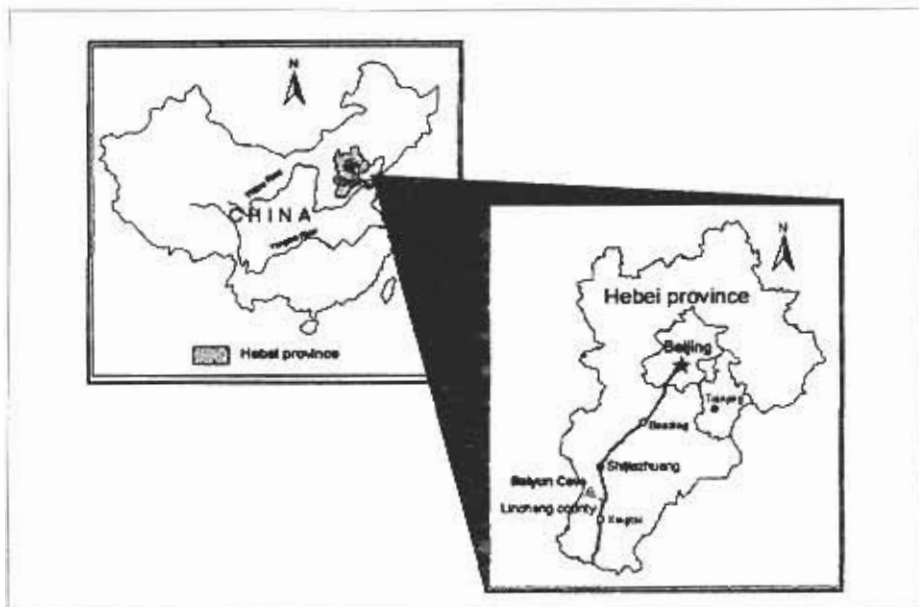 N
CHINA
Hebei province
N
Hebei province
Beijing
Tianjing
Baoding
Shijiazhuang
Baiyun Cave
Lincheng county
Xingtai